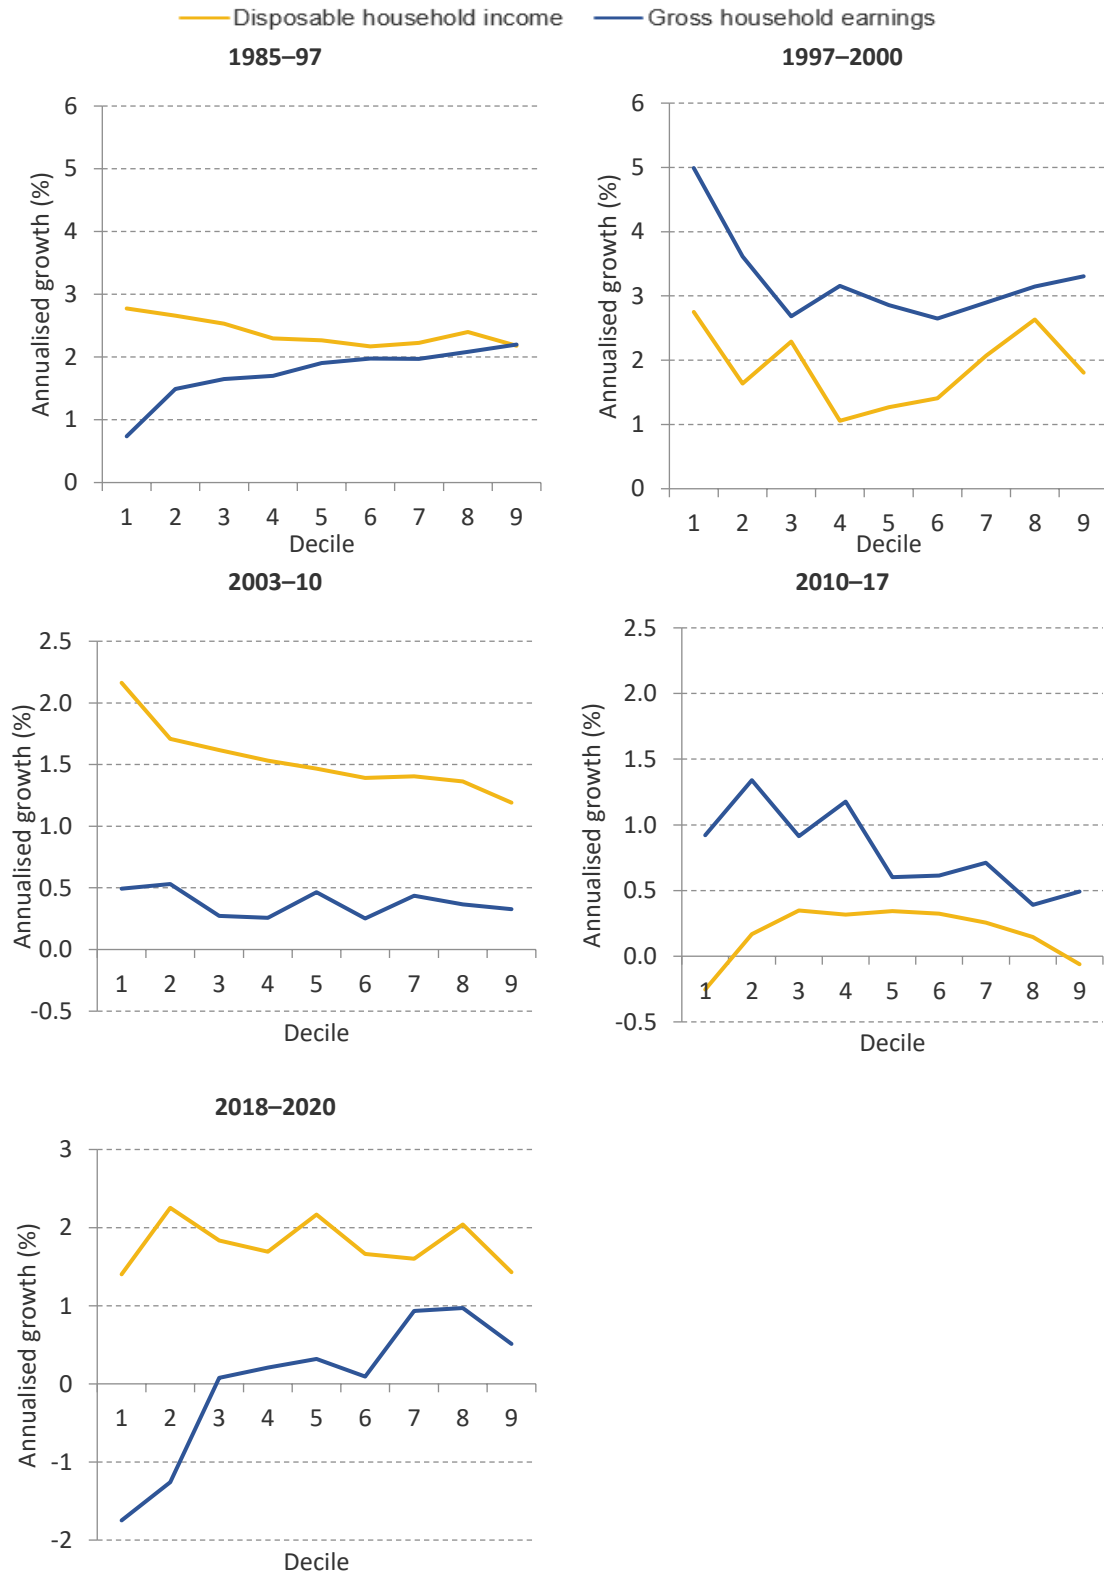 Disposable household income Gross household earnings
1985–97
6
5
4
3
2
1
0
Annualised growth (%)
1 2 3 4 5 6 7 8 9
Decile
1997–2000
6
5
4
3
2
1
0
Annualised growth (%)
1 2 3 4 5 6 7 8 9
Decile
2003–10
2.5
2.0
1.5
1.0
0.5
0.0
-0.5
Annualised growth (%)
1 2 3 4 5 6 7 8 9
Decile
2010–17
2.5
2.0
1.5
1.0
0.5
0.0
-0.5
Annualised growth (%)
1 2 3 4 5 6 7 8 9
Decile
2018–2020
3
2
1
0
-1
-2
Annualised growth (%)
1 2 3 4 5 6 7 8 9
Decile